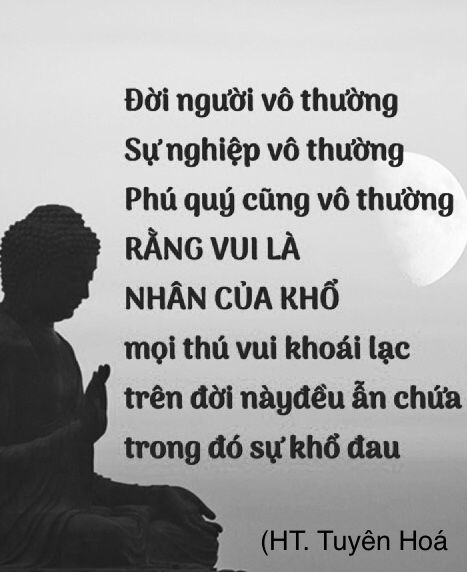 Đời người vô thường
Sự nghiệp vô thường
Phú quý cũng vô thường
RẰNG VUI LÀ
NHÂN CỦA KHỔ
mọi thú vui khoái lạc
trên đời nàyđều ẩn chứa
trong đó sự khổ đau
(HT. Tuyên Hoá